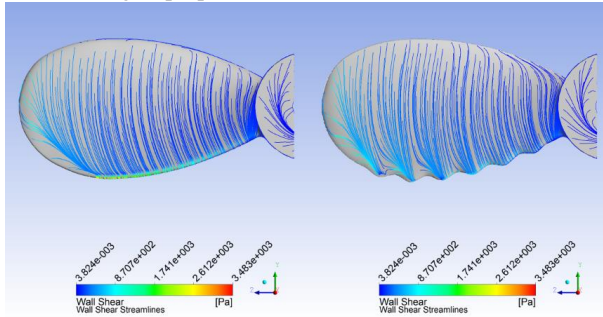 3.824e-003
8.707e+002
1.741e+003
2.612e+003
3.483e+003
Wall Shear
[Pa]
Wall Shear Streamlines
Y
Z
X
3.824e-003
8.707e+002
1.741e+003
2.612e+003
3.483e+003
Wall Shear
[Pa]
Wall Shear Streamlines
Y
Z
X